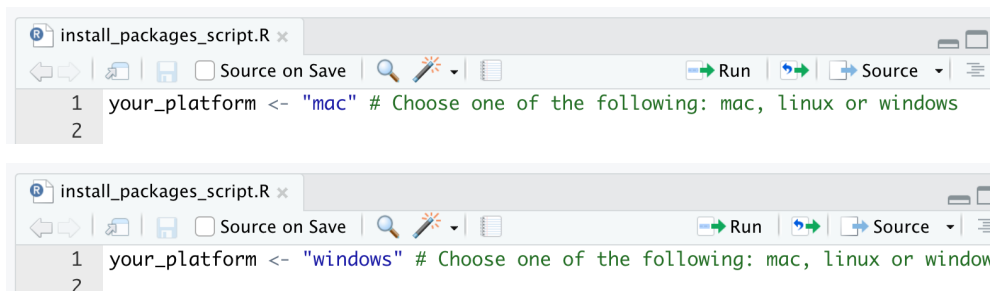 install_packages_script.R
Source on Save Run Source
1 your_platform <- "mac" # Choose one of the following: mac, linux or windows
2
install_packages_script.R
Source on Save Run Source
1 your_platform <- "windows" # Choose one of the following: mac, linux or window
2